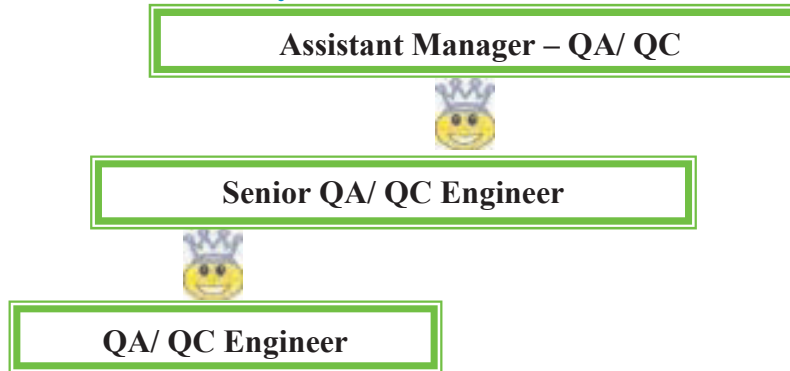 Assistant Manager – QA/ QC
Senior QA/ QC Engineer
QA/ QC Engineer